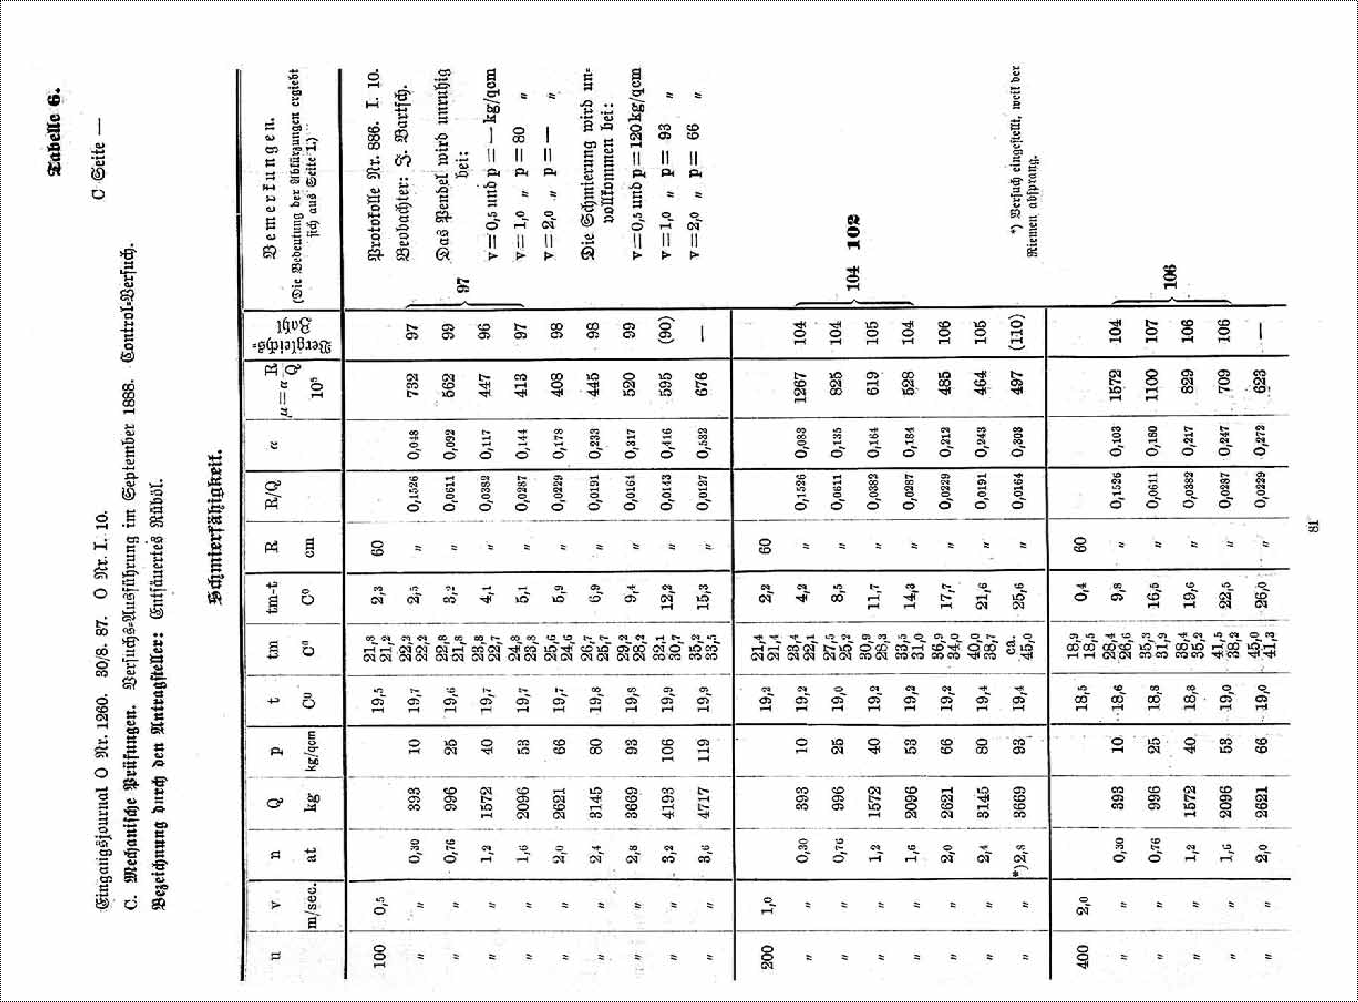 Tabelle 6.
Eingangsjournal O Nr. 1260. 30/8. 87. O Nr. I. 10. C Seite —
C. Mechanische Prüfungen. Versuchs-Ausführung im September 1888. Control-Versuch.
Bezeichnung durch den Antragsteller: Entsäuertes Rüböl.
Schmierfähigkeit.
u v n Q p t tm tm-t R R/Q α μ = α R/Q Vergleichs-Zahl Bemerkungen.
m/sec. at kg kg/qcm C⁰ C⁰ C⁰ cm 10⁵ (Die Bedeutung der Abkürzungen ergiebt
sich aus Seite 1.)
100 0,5 19,5 21,8 21,2 2,3 60
" " 0,30 393 10 19,7 22,2 22,2 2,5 " 0,1526 0,048 732 97
" " 0,76 996 25 19,6 22,8 21,8 3,2 " 0,0611 0,092 562 99
" " 1,2 1572 40 19,7 23,8 22,7 4,1 " 0,0382 0,117 447 96
" " 1,6 2096 53 19,7 24,8 23,8 5,1 " 0,0287 0,144 413 97
" " 2,0 2621 66 19,7 25,6 24,6 5,9 " 0,0229 0,178 408 98
" " 2,4 3145 80 19,8 26,7 25,7 6,9 " 0,0191 0,233 445 98
" " 2,8 3669 93 19,8 29,2 28,2 9,4 " 0,0164 0,317 520 99
" " 3,2 4193 106 19,9 32,1 30,7 12,2 " 0,0143 0,416 595 (90)
" " 3,6 4717 119 19,9 35,2 33,5 15,3 " 0,0127 0,532 676 —
97
Protokolle Nr. 886. I. 10.
Beobachter: J. Bartsch.
Das Pendel wird unruhig
bei:
v = 0,5 und p = — kg/qcm
v = 1,0 " p = 80 "
v = 2,0 " p = — "
Die Schmierung wird un-
vollkommen bei:
v = 0,5 und p = 120 kg/qcm
v = 1,0 " p = 93 "
v = 2,0 " p = 66 "
200 1,0 19,2 21,4 21,4 2,2 60
" " 0,30 393 10 19,2 23,4 22,1 4,2 " 0,1526 0,083 1267 104
" " 0,76 996 25 19,0 27,5 25,2 8,5 " 0,0611 0,135 825 104
" " 1,2 1572 40 19,2 30,9 28,3 11,7 " 0,0382 0,164 619 105
" " 1,6 2096 53 19,2 33,5 31,0 14,3 " 0,0287 0,184 528 104
" " 2,0 2621 66 19,2 36,9 34,0 17,7 " 0,0229 0,212 485 106
" " 2,4 3145 80 19,4 40,0 38,7 21,6 " 0,0191 0,243 464 105
" " *) 2,8 3669 93 19,4 ca. 45,0 25,6 " 0,0164 0,303 497 (110)
104 102
*) Versuch eingestellt, weil der
Riemen absprang.
400 2,0 18,5 18,9 18,5 0,4 60
" " 0,30 393 10 18,6 28,4 26,6 9,8 " 0,1526 0,103 1572 104
" " 0,76 996 25 18,8 35,3 31,9 16,5 " 0,0611 0,180 1100 107
" " 1,2 1572 40 18,8 38,4 35,2 19,6 " 0,0382 0,217 829 106
" " 1,6 2096 53 19,0 41,5 38,2 22,5 " 0,0287 0,247 709 106
" " 2,0 2621 66 19,0 45,0 41,3 26,0 " 0,0229 0,272 623 —
106
81